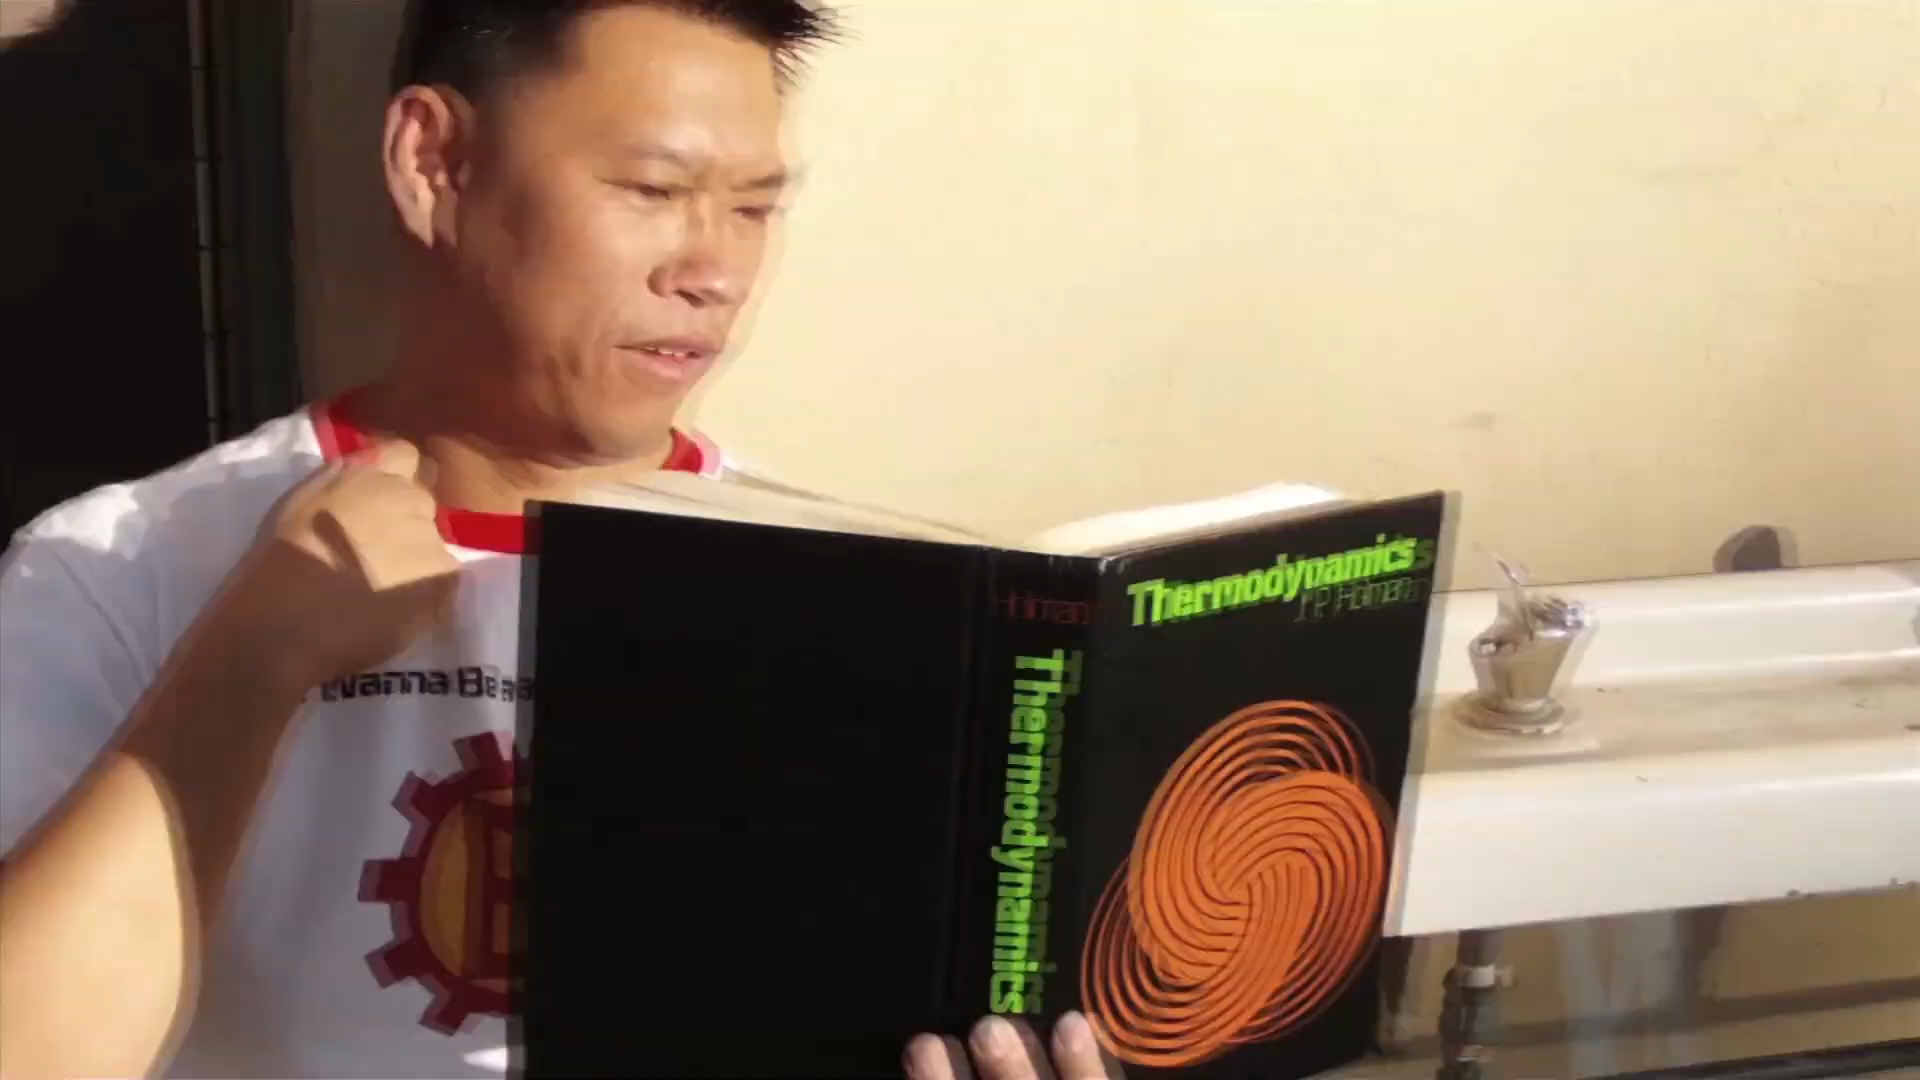 Wanna Be a
Holman
Thermodynamics
Thermodynamics
J P Holman